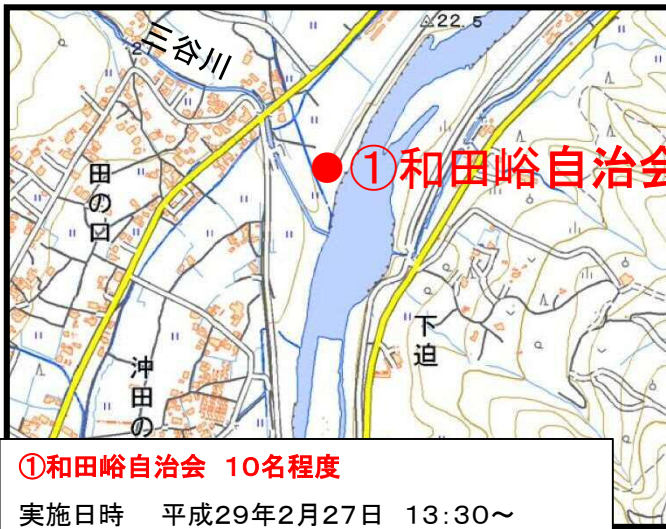 三谷川
22.5
27
①和田峪自治会
田の口
下迫
沖田の
①和田峪自治会 10名程度
実施日時 平成29年2月27日 13:30~